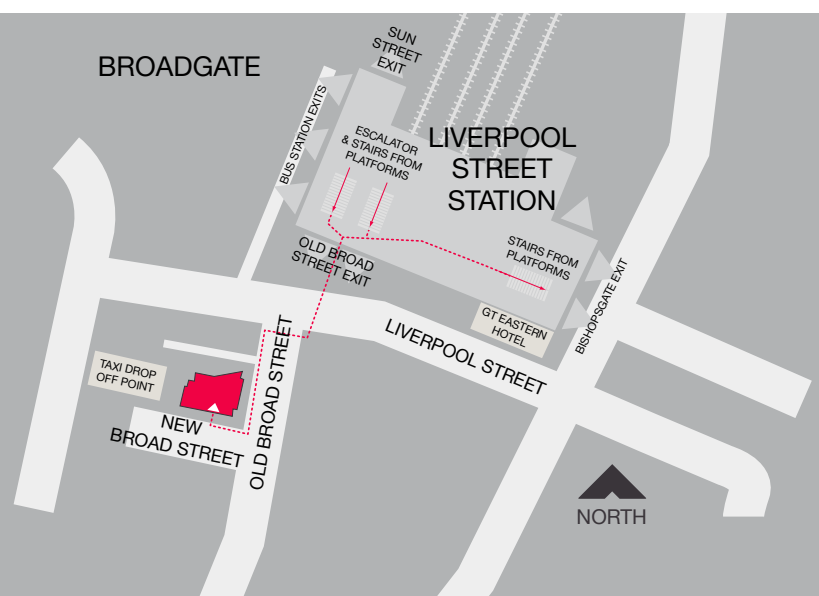 SUN
STREET
EXIT
BROADGATE
BUS STATION EXITS
ESCALATOR
& STAIRS FROM
PLATFORMS
LIVERPOOL
STREET
STATION
OLD BROAD
STREET EXIT
STAIRS FROM
PLATFORMS
BISHOPSGATE EXIT
GT EASTERN
HOTEL
LIVERPOOL STREET
OLD BROAD STREET
TAXI DROP
OFF POINT
NEW
BROAD STREET
NORTH